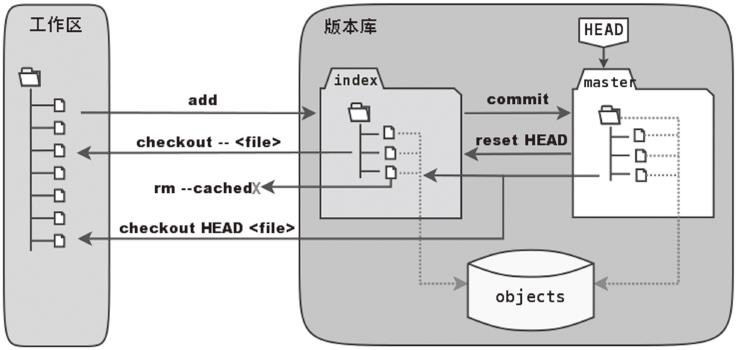 工作区
版本库
HEAD
index
master
add
commit
checkout -- <file>
reset HEAD
rm --cachedX
checkout HEAD <file>
objects